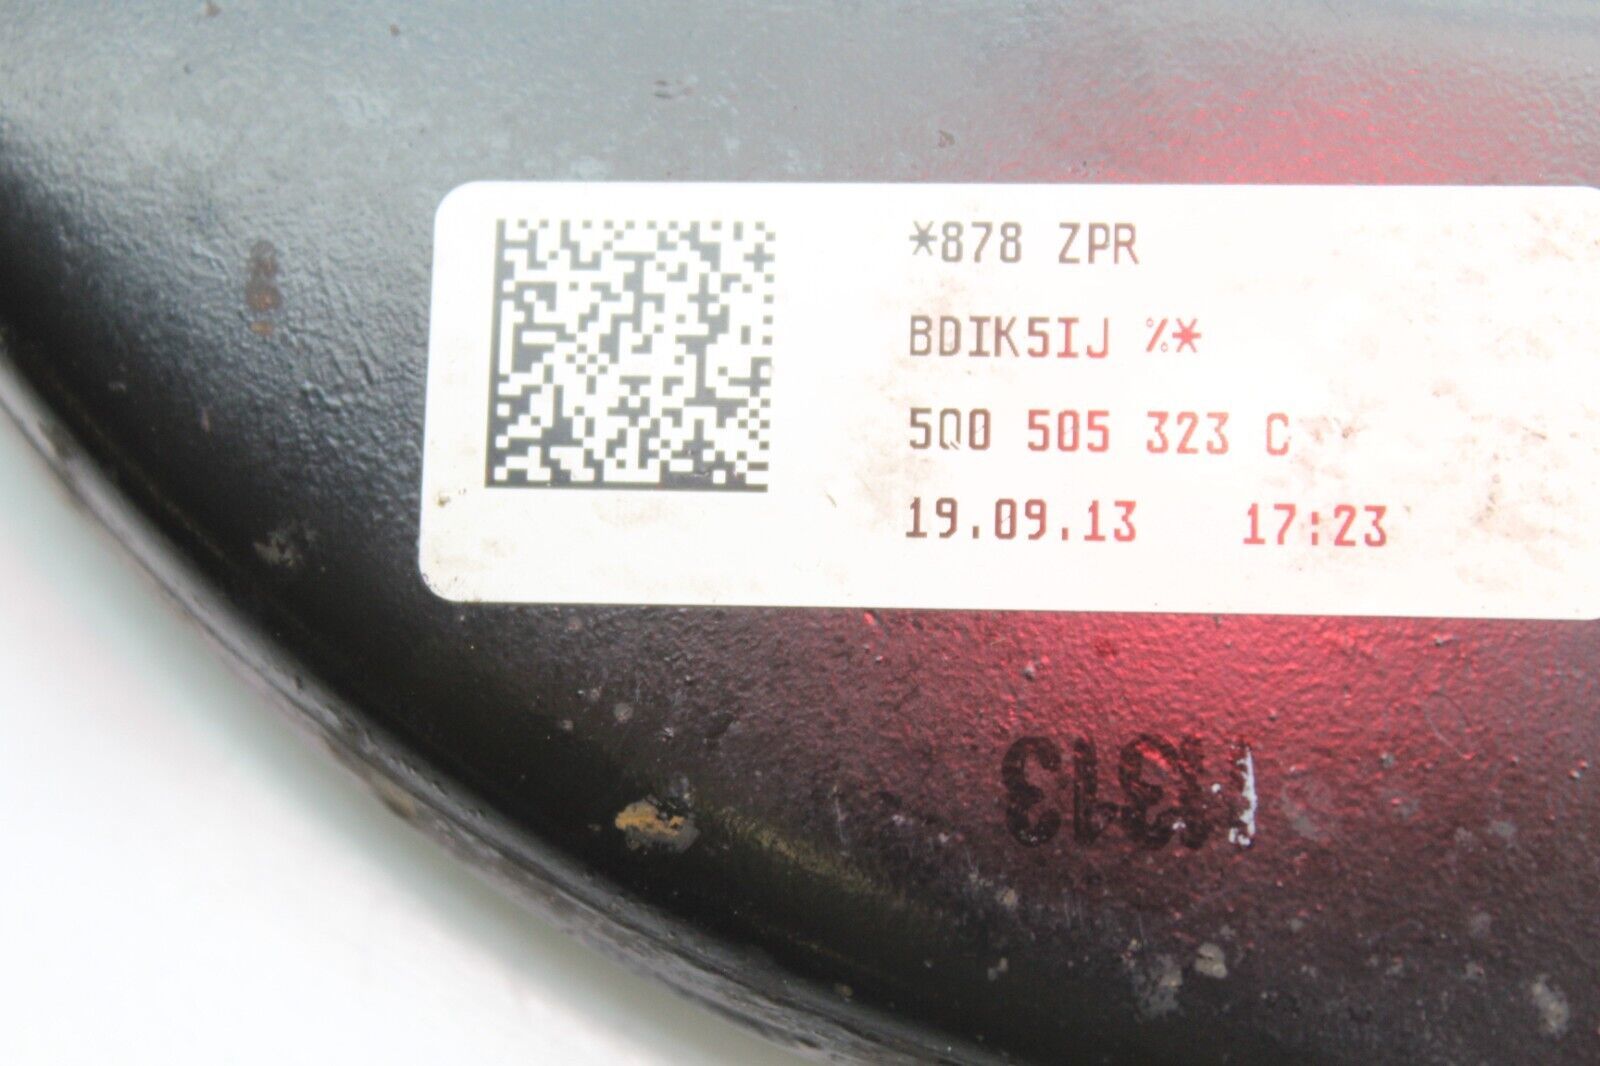 *878 ZPR
BDIK5IJ %*
5Q0 505 323 C
19.09.13 17:23